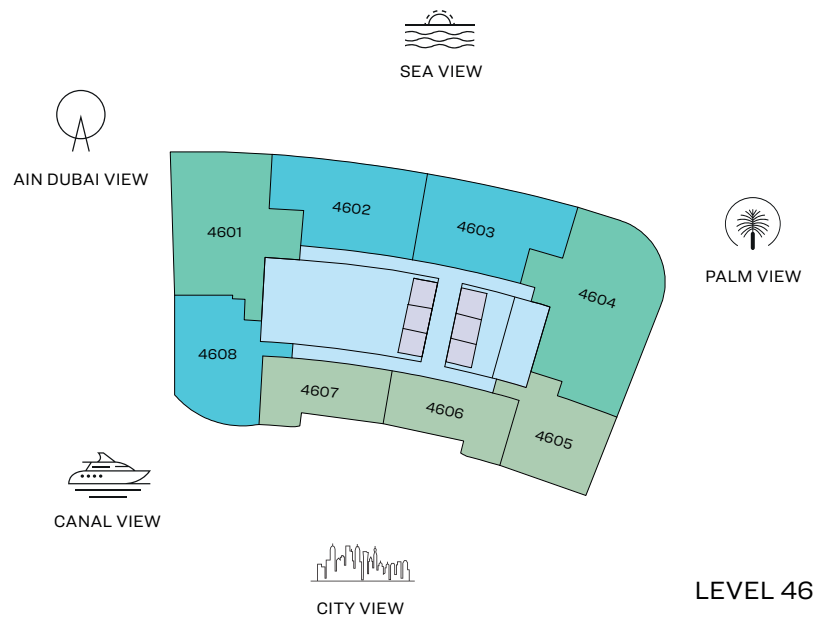 SEA VIEW
AIN DUBAI VIEW
4602
4603
4601
PALM VIEW
4604
4608
4607
4606
4605
CANAL VIEW
LEVEL 46
CITY VIEW